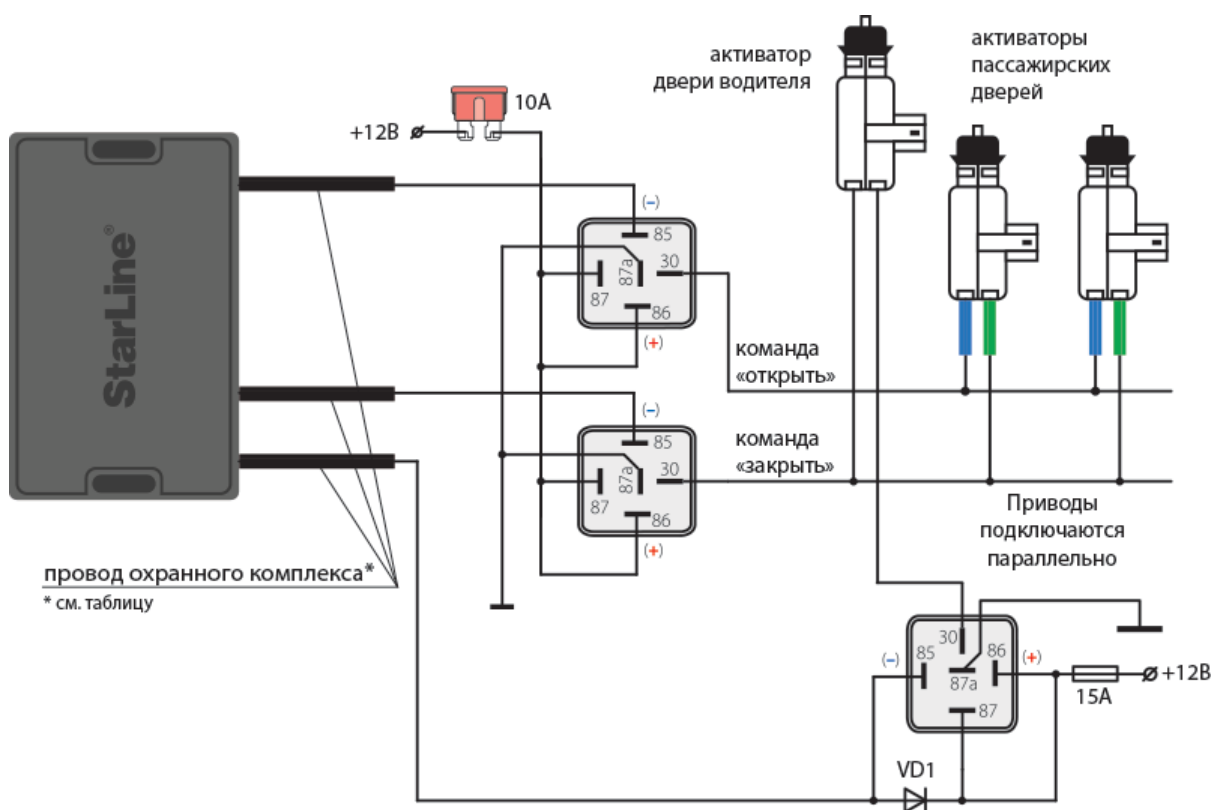 StarLine®
+12В
10А
активатор
двери водителя
активаторы
пассажирских
дверей
(–)
85
87а
30
87
86
(+)
команда
«открыть»
(–)
85
87а
30
87
86
(+)
команда
«закрыть»
Приводы
подключаются
параллельно
провод охранного комплекса*
* см. таблицу
30
(–)
85
86
(+)
87а
87
15А
+12В
VD1